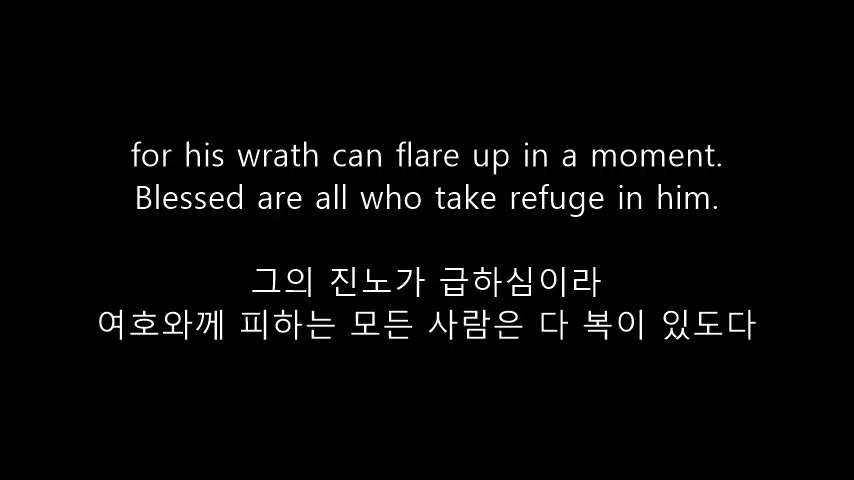 for his wrath can flare up in a moment.
Blessed are all who take refuge in him.
그의 진노가 급하심이라
여호와께 피하는 모든 사람은 다 복이 있도다